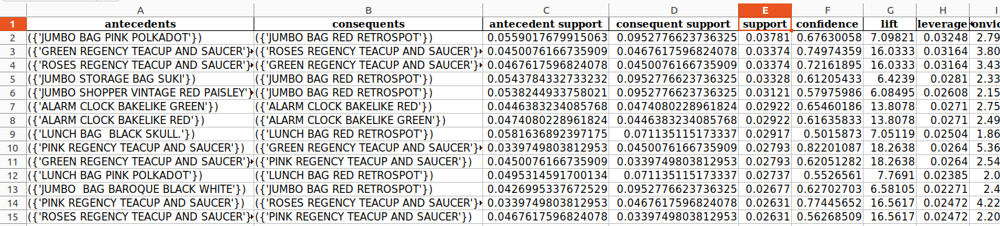 A B C D E F G H I
1 antecedents consequents antecedent support consequent support support confidence lift leverage onvic
2 ({'JUMBO BAG PINK POLKADOT'}) ({'JUMBO BAG RED RETROSPOT'}) 0.0559017679915063 0.0952776623736325 0.03781 0.67630058 7.09821 0.03248 2.79
3 ({'GREEN REGENCY TEACUP AND SAUCER'} ({'ROSES REGENCY TEACUP AND SAUCER'} 0.0450076166735909 0.0467617596824078 0.03374 0.74974359 16.0333 0.03164 3.80
4 ({'ROSES REGENCY TEACUP AND SAUCER'} ({'GREEN REGENCY TEACUP AND SAUCER'} 0.0467617596824078 0.0450076166735909 0.03374 0.72161895 16.0333 0.03164 3.43
5 ({'JUMBO STORAGE BAG SUKI'}) ({'JUMBO BAG RED RETROSPOT'}) 0.0543784332733232 0.0952776623736325 0.03328 0.61205433 6.4239 0.0281 2.33
6 ({'JUMBO SHOPPER VINTAGE RED PAISLEY'} ({'JUMBO BAG RED RETROSPOT'}) 0.0538244933758021 0.0952776623736325 0.03121 0.57975986 6.08495 0.02608 2.15
7 ({'ALARM CLOCK BAKELIKE GREEN'}) ({'ALARM CLOCK BAKELIKE RED'}) 0.0446383234085768 0.0474080228961824 0.02922 0.65460186 13.8078 0.0271 2.75
8 ({'ALARM CLOCK BAKELIKE RED'}) ({'ALARM CLOCK BAKELIKE GREEN'}) 0.0474080228961824 0.0446383234085768 0.02922 0.61635833 13.8078 0.0271 2.49
9 ({'LUNCH BAG  BLACK SKULL.'}) ({'LUNCH BAG RED RETROSPOT'}) 0.0581636892397175 0.071135115173337 0.02917 0.5015873 7.05119 0.02504 1.86
10 ({'PINK REGENCY TEACUP AND SAUCER'}) ({'GREEN REGENCY TEACUP AND SAUCER'} 0.0339749803812953 0.0450076166735909 0.02793 0.82201087 18.2638 0.0264 5.36
11 ({'GREEN REGENCY TEACUP AND SAUCER'} ({'PINK REGENCY TEACUP AND SAUCER'}) 0.0450076166735909 0.0339749803812953 0.02793 0.62051282 18.2638 0.0264 2.54
12 ({'LUNCH BAG PINK POLKADOT'}) ({'LUNCH BAG RED RETROSPOT'}) 0.0495314591700134 0.071135115173337 0.02737 0.5526561 7.7691 0.02385 2.0
13 ({'JUMBO  BAG BAROQUE BLACK WHITE'}) ({'JUMBO BAG RED RETROSPOT'}) 0.0426995337672529 0.0952776623736325 0.02677 0.62702703 6.58105 0.02271 2.4
14 ({'PINK REGENCY TEACUP AND SAUCER'}) ({'ROSES REGENCY TEACUP AND SAUCER'} 0.0339749803812953 0.0467617596824078 0.02631 0.77445652 16.5617 0.02472 4.22
15 ({'ROSES REGENCY TEACUP AND SAUCER'} ({'PINK REGENCY TEACUP AND SAUCER'}) 0.0467617596824078 0.0339749803812953 0.02631 0.56268509 16.5617 0.02472 2.20